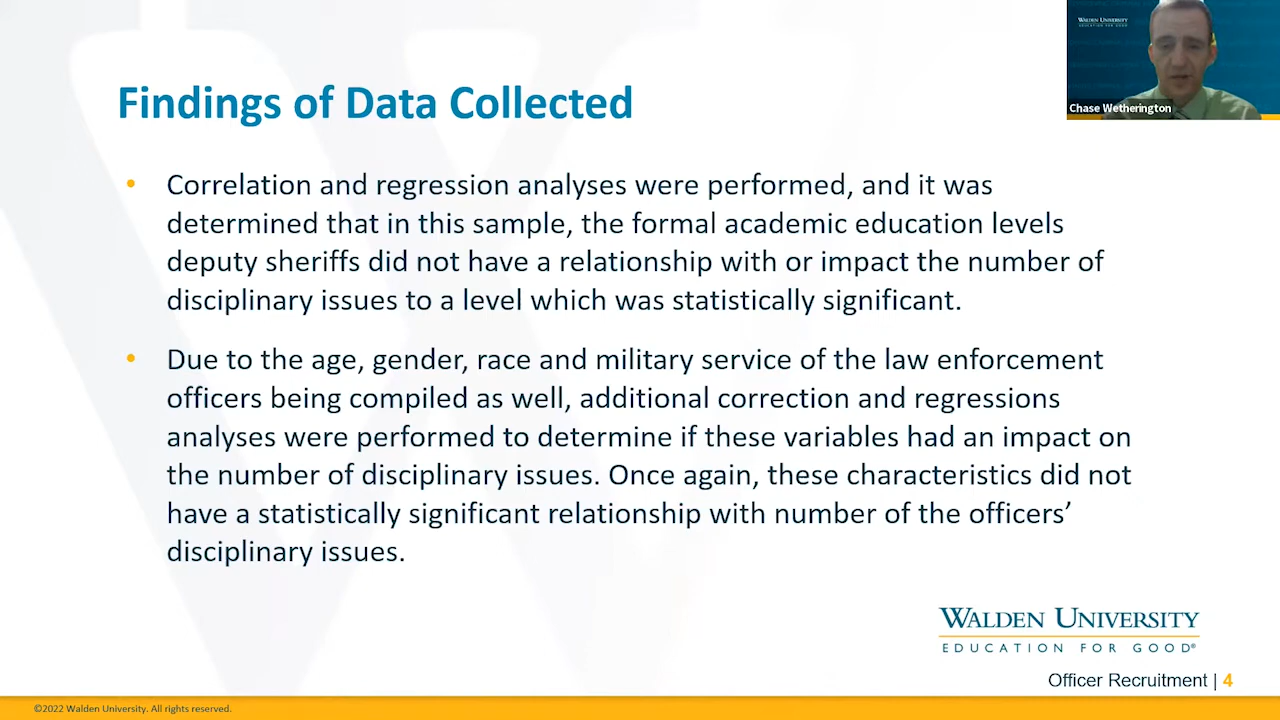 WALDEN UNIVERSITY
Chase Wetherington
Findings of Data Collected
• Correlation and regression analyses were performed, and it was
determined that in this sample, the formal academic education levels
deputy sheriffs did not have a relationship with or impact the number of
disciplinary issues to a level which was statistically significant.
• Due to the age, gender, race and military service of the law enforcement
officers being compiled as well, additional correction and regressions
analyses were performed to determine if these variables had an impact on
the number of disciplinary issues. Once again, these characteristics did not
have a statistically significant relationship with number of the officers’
disciplinary issues.
WALDEN UNIVERSITY
EDUCATION FOR GOOD®
Officer Recruitment | 4
©2022 Walden University. All rights reserved.